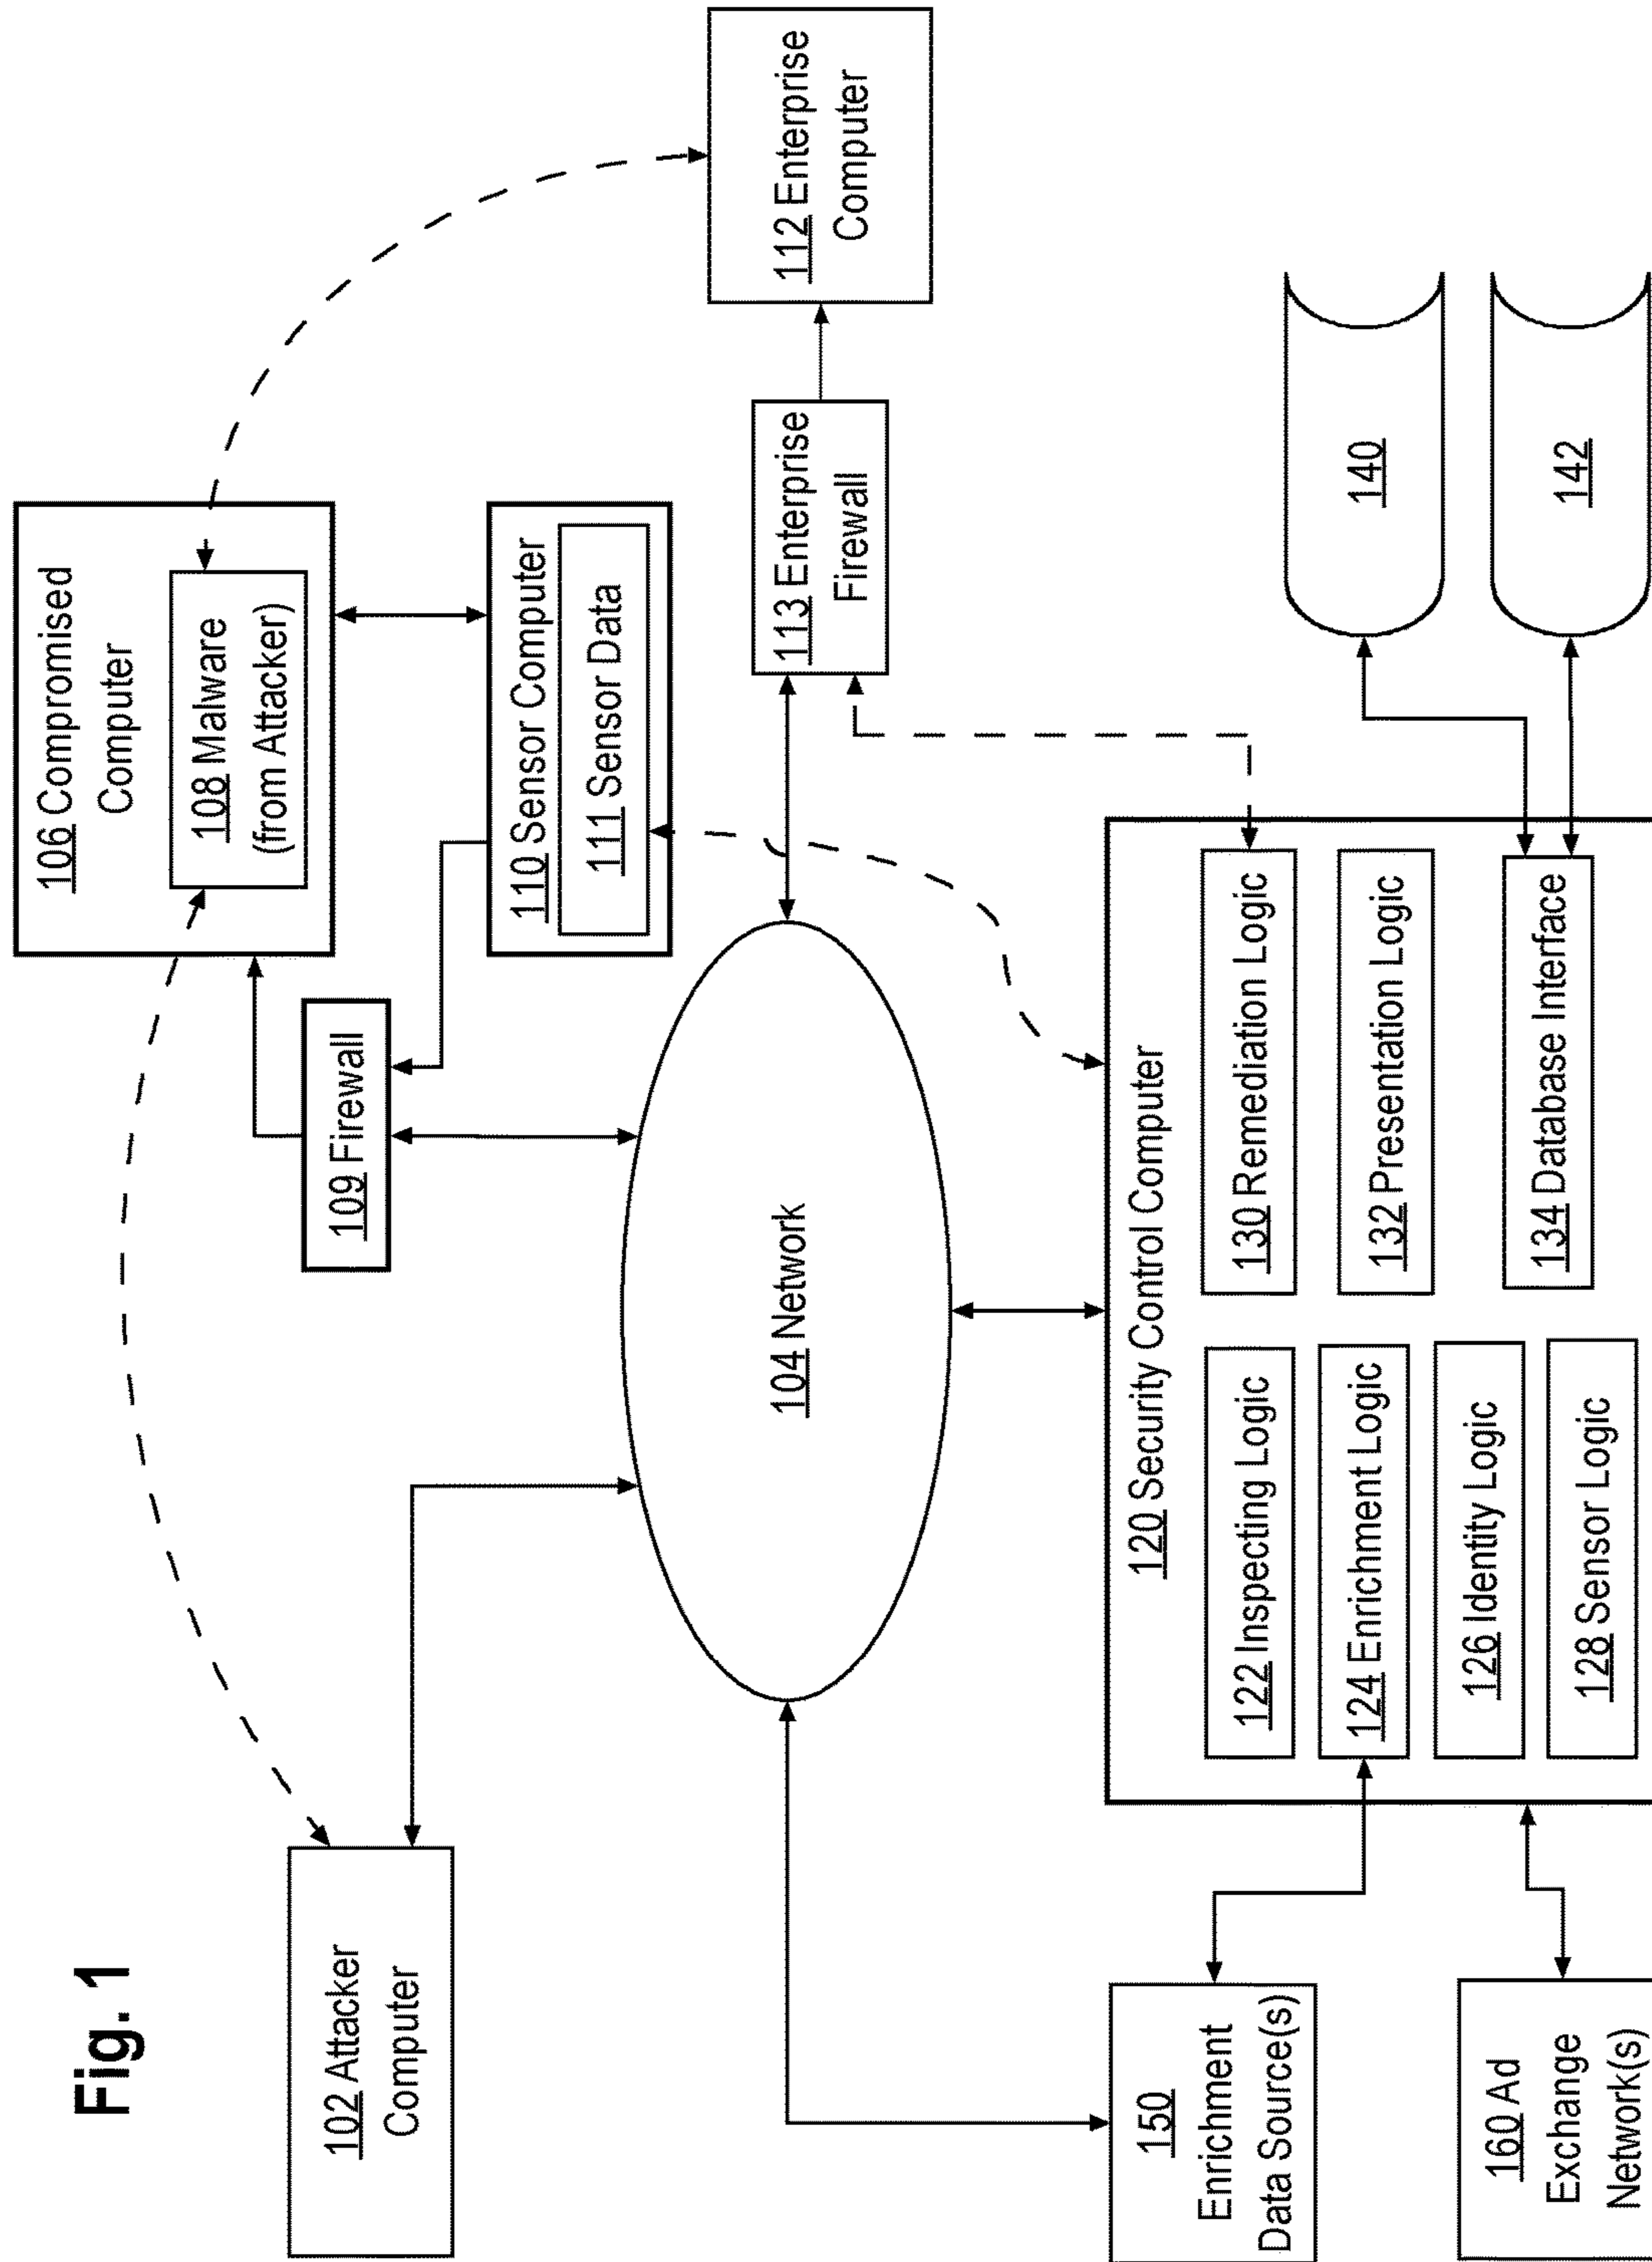 Fig. 1
102 Attacker
Computer
106 Compromised
Computer
108 Malware
(from Attacker)
109 Firewall
110 Sensor Computer
111 Sensor Data
104 Network
113 Enterprise
Firewall
112 Enterprise
Computer
150
Enrichment
Data Source(s)
160 Ad
Exchange
Network(s)
120 Security Control Computer
122 Inspecting Logic
124 Enrichment Logic
126 Identity Logic
128 Sensor Logic
130 Remediation Logic
132 Presentation Logic
134 Database Interface
140
142